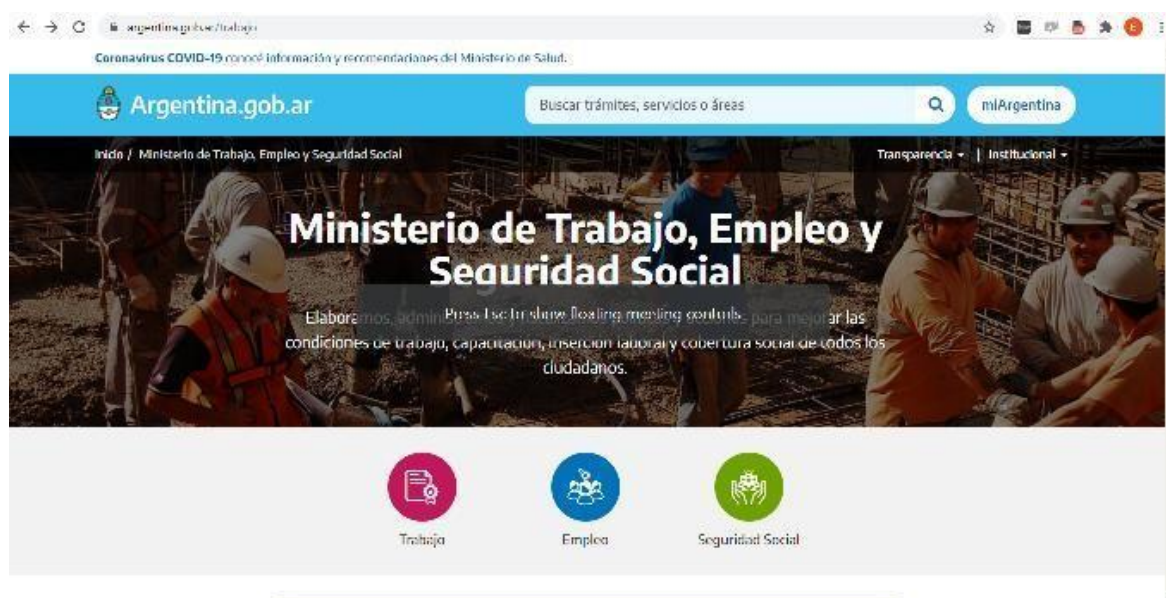 argentina.gob.ar/trabajo
Coronavirus COVID-19 conocé información y recomendaciones del Ministerio de Salud.
Argentina.gob.ar
Buscar trámites, servicios o áreas
miArgentina
Inicio / Ministerio de Trabajo, Empleo y Seguridad Social
Transparencia | Institucional
Ministerio de Trabajo, Empleo y
Seguridad Social
Elaboramos, para mejorar las
Press Esc to show floating meeting controls
condiciones de trabajo, capacitación, inserción laboral y cobertura social de todos los
ciudadanos.
Trabajo
Empleo
Seguridad Social